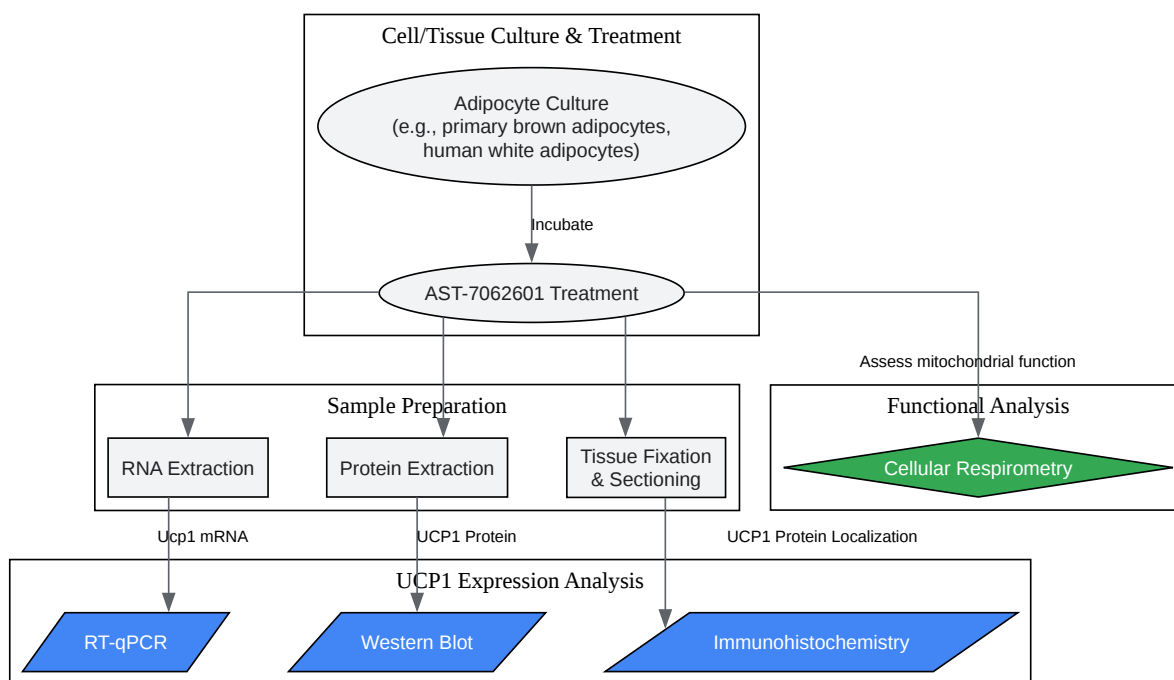 Cell/Tissue Culture & Treatment
Adipocyte Culture
(e.g., primary brown adipocytes,
human white adipocytes)
Incubate
AST-7062601 Treatment
Assess mitochondrial function
Sample Preparation
Functional Analysis
RNA Extraction
Protein Extraction
Tissue Fixation
& Sectioning
Cellular Respirometry
Ucp1 mRNA
UCP1 Protein
UCP1 Protein Localization
UCP1 Expression Analysis
RT-qPCR
Western Blot
Immunohistochemistry